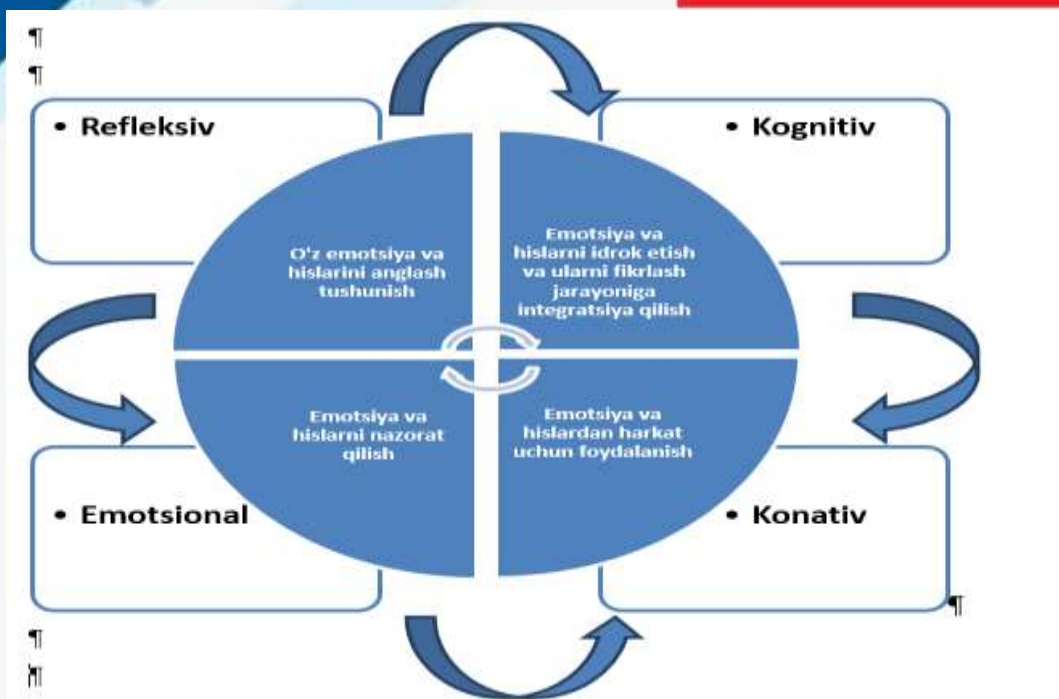 ¶
¶
• Refleksiv
• Kognitiv
O'z emotsiya va
hislarini anglash
tushunish
Emotsiya va
hislarni idrok etish
va ularni fikrlash
jarayoniga
integratsiya qilish
Emotsiya va
hislarni nazorat
qilish
Emotsiya va
hislardan harkat
uchun foydalanish
• Emotsional
• Konativ
¶
¶
¶